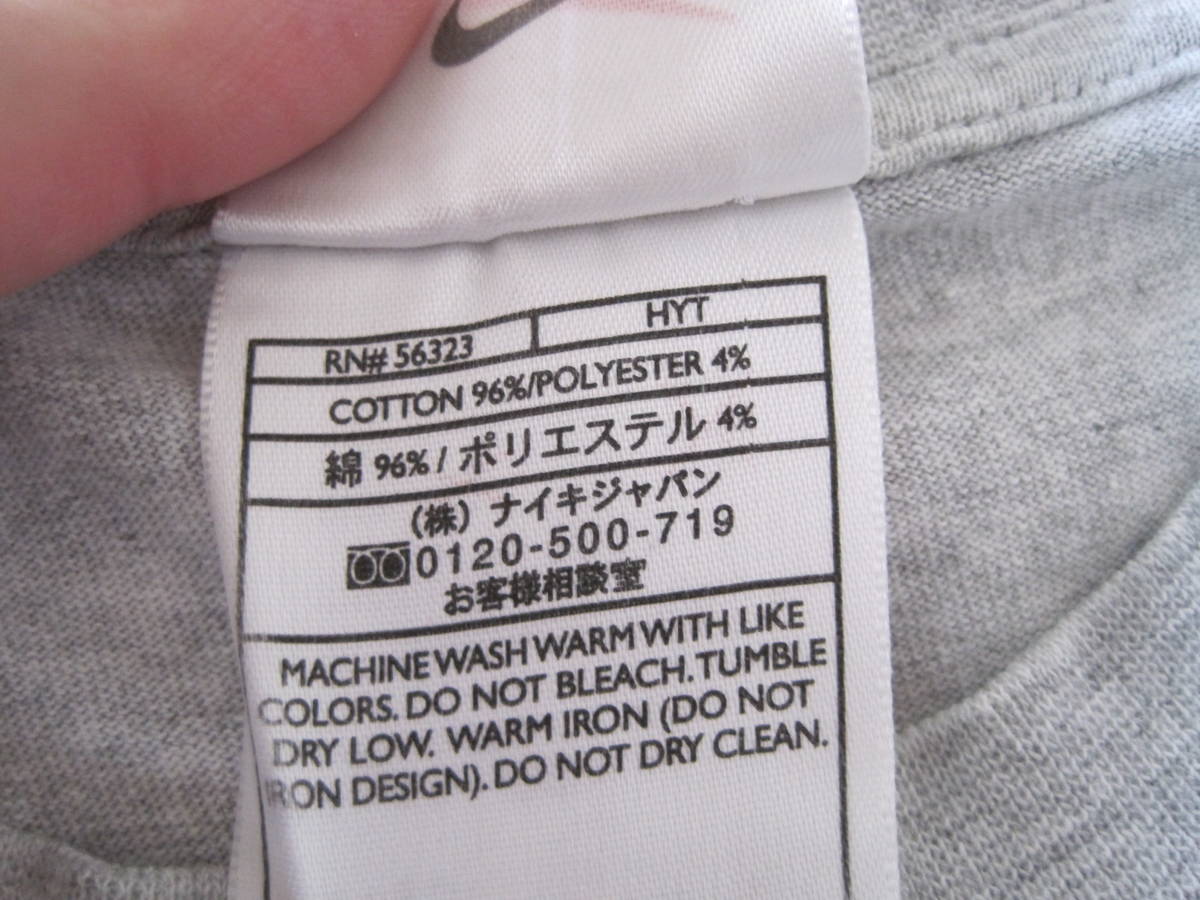 RN# 56323 HYT
COTTON 96%/POLYESTER 4%
綿 96% / ポリエステル 4%
(株) ナイキジャパン
0120-500-719
お客様相談室
MACHINE WASH WARM WITH LIKE
COLORS. DO NOT BLEACH. TUMBLE
DRY LOW. WARM IRON (DO NOT
IRON DESIGN). DO NOT DRY CLEAN.